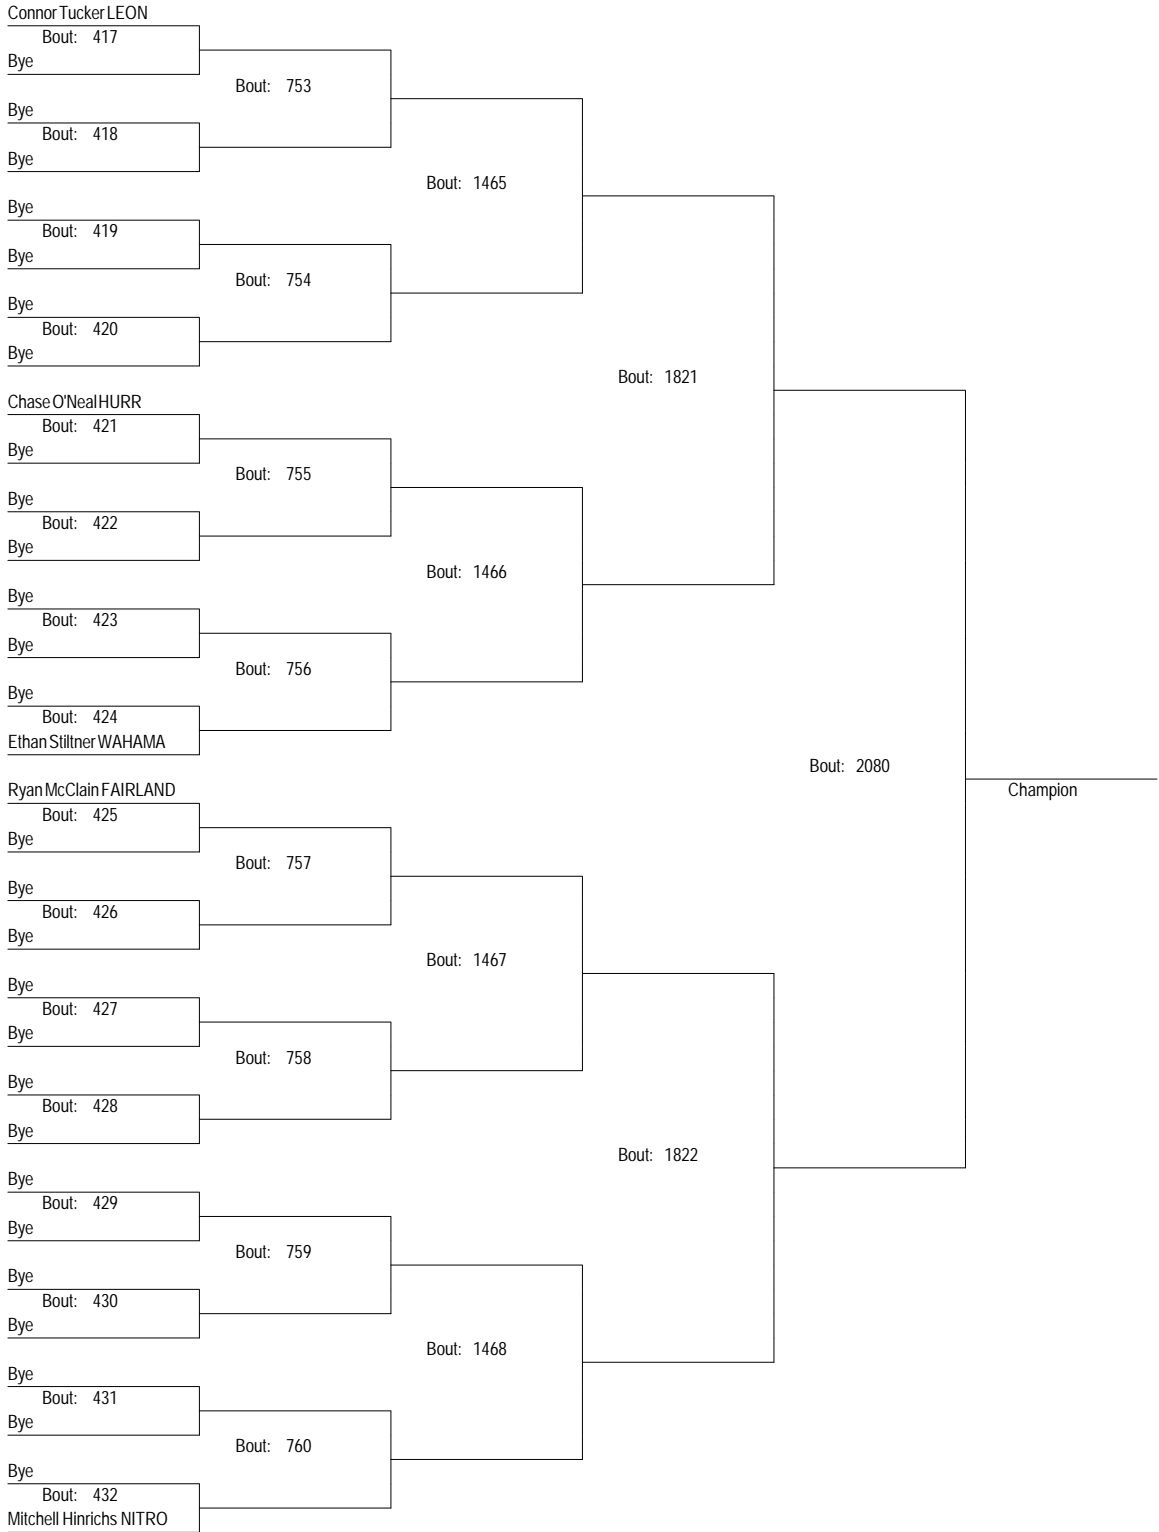 Connor Tucker LEON
Bout: 417
Bye
Bout: 753
Bye
Bout: 418
Bye
Bout: 1465
Bye
Bout: 419
Bye
Bout: 754
Bye
Bout: 420
Bye
Bout: 1821
Chase O'Neal HURR
Bout: 421
Bye
Bout: 755
Bye
Bout: 422
Bye
Bout: 1466
Bye
Bout: 423
Bye
Bout: 756
Bye
Bout: 424
Ethan Stiltner WAHAMA
Bout: 2080
Champion
Ryan McClain FAIRLAND
Bout: 425
Bye
Bout: 757
Bye
Bout: 426
Bye
Bout: 1467
Bye
Bout: 427
Bye
Bout: 758
Bye
Bout: 428
Bye
Bout: 1822
Bye
Bout: 429
Bye
Bout: 759
Bye
Bout: 430
Bye
Bout: 1468
Bye
Bout: 431
Bye
Bout: 760
Bye
Bout: 432
Mitchell Hinrichs NITRO